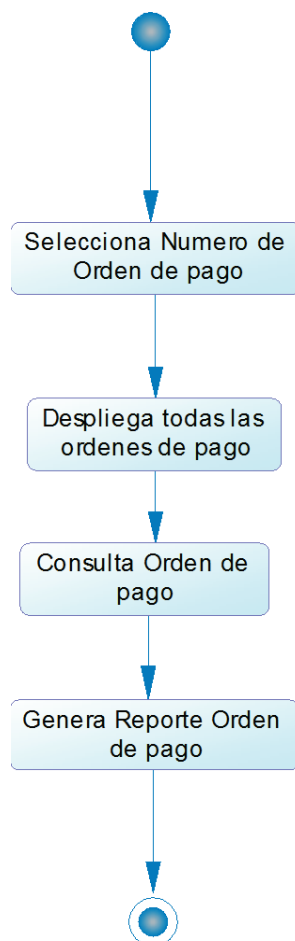 Selecciona Numero de
Orden de pago
Despliega todas las
ordenes de pago
Consulta Orden de
pago
Genera Reporte Orden
de pago